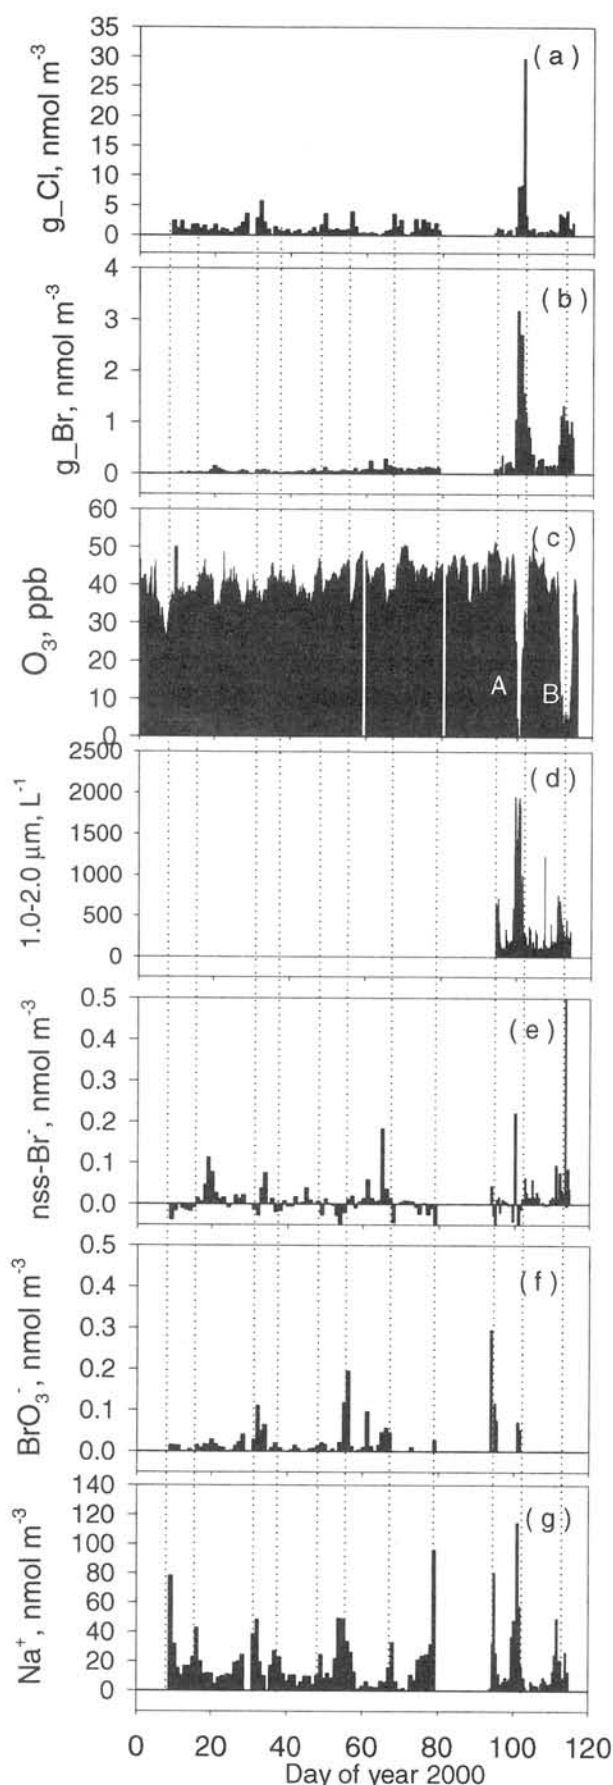 g_Cl, nmol m⁻³
35
30
25
20
15
10
5
0
(a)
g_Br, nmol m⁻³
4
3
2
1
0
(b)
O₃, ppb
60
50
40
30
20
10
0
(c)
A
B
1.0-2.0 μm, L⁻¹
2500
2000
1500
1000
500
0
(d)
nss-Br⁻, nmol m⁻³
0.5
0.4
0.3
0.2
0.1
0.0
(e)
BrO₃⁻, nmol m⁻³
0.5
0.4
0.3
0.2
0.1
0.0
(f)
Na⁺, nmol m⁻³
140
120
100
80
60
40
20
0
(g)
0 20 40 60 80 100 120
Day of year 2000